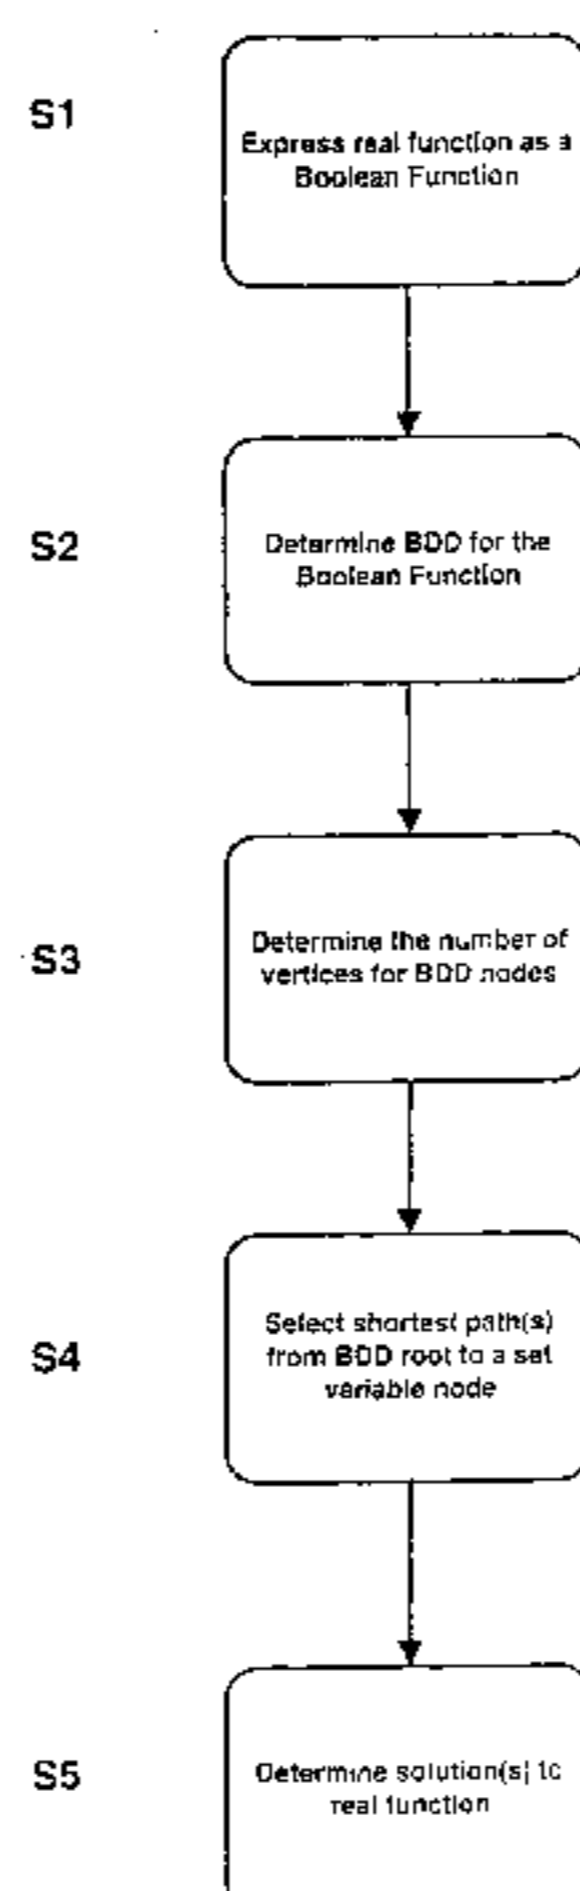 S1
Express real function as a
Boolean Function
S2
Determine BDD for the
Boolean Function
S3
Determine the number of
vertices for BDD nodes
S4
Select shortest path(s)
from BDD root to a set
variable node
S5
Determine solution(s) to
real function